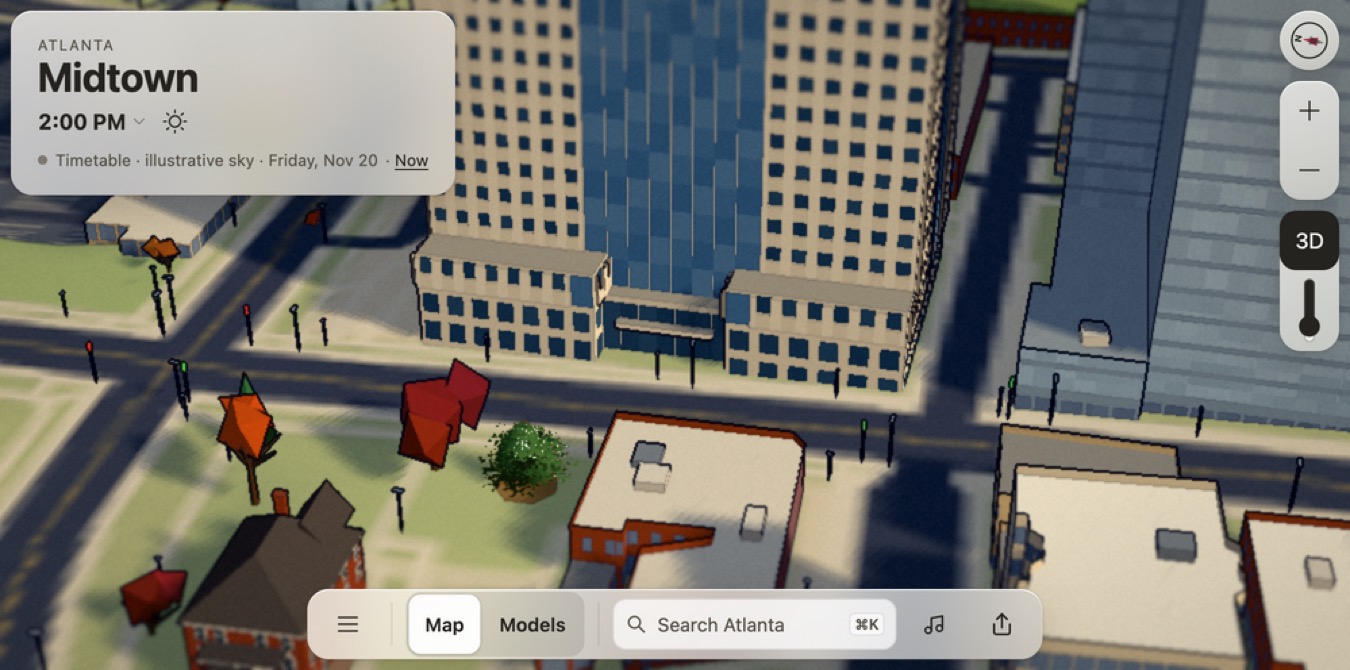 ATLANTA
Midtown
2:00 PM
Timetable · illustrative sky · Friday, Nov 20 · Now
N
3D
Map
Models
Search Atlanta
⌘K